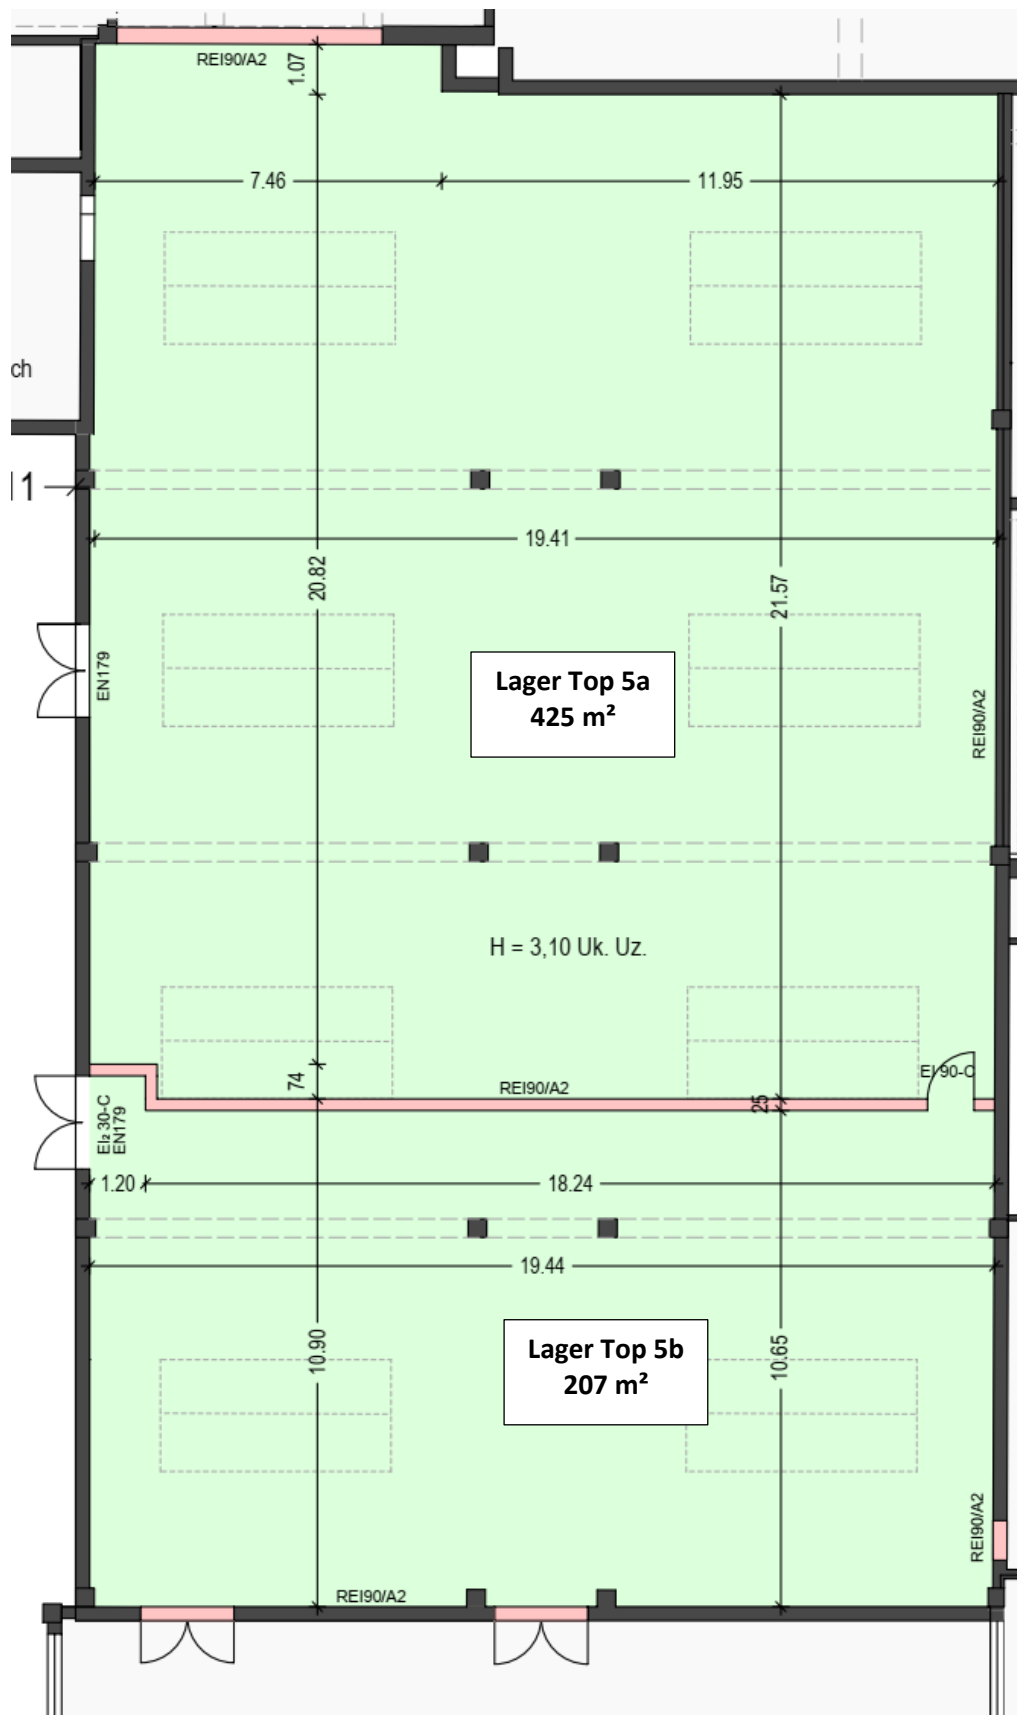 REI90/A2
1.07
7.46
11.95
ch
11
19.41
20.82
21.57
EN179
Lager Top 5a
425 m²
REI90/A2
H = 3,10 Uk. Uz.
74
REI90/A2
EI 90-C
25
EI₂ 30-C
EN179
1.20
18.24
19.44
10.90
Lager Top 5b
207 m²
10.65
REI90/A2
REI90/A2